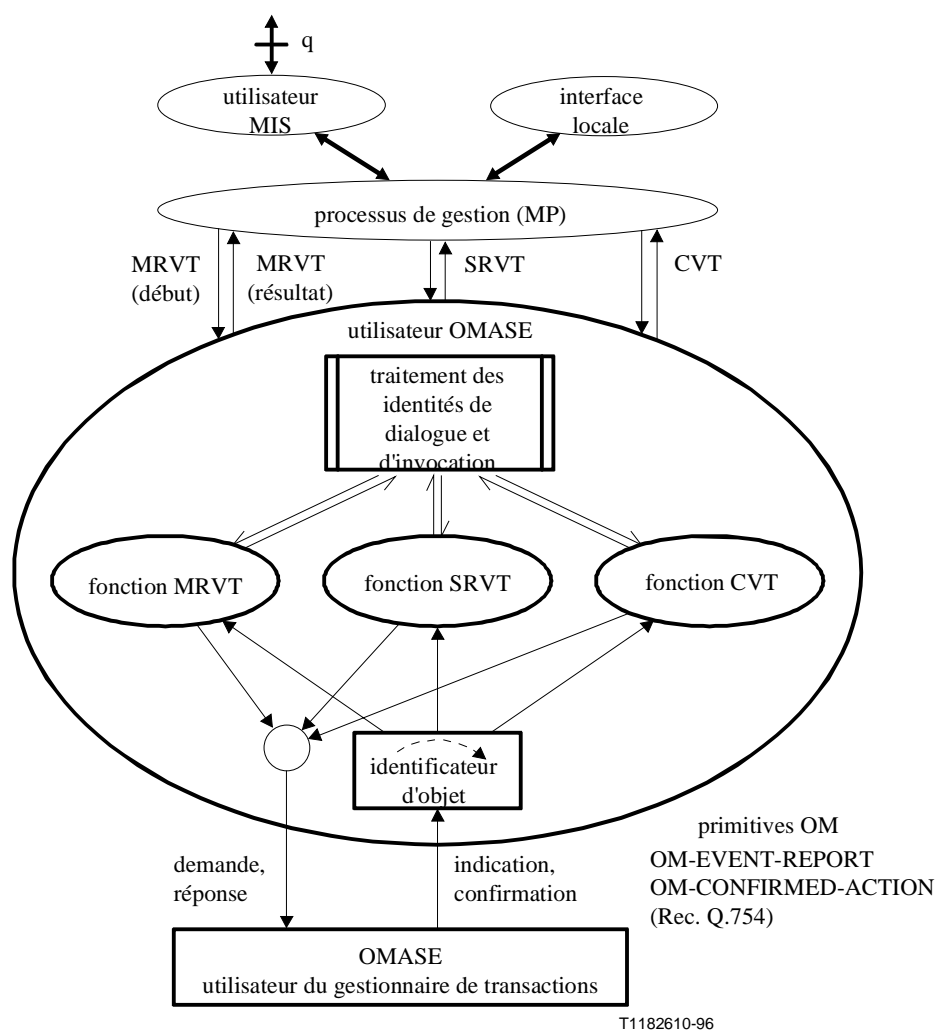 q
utilisateur
MIS
interface
locale
processus de gestion (MP)
MRVT
(début)
MRVT
(résultat)
SRVT
CVT
utilisateur OMASE
traitement des
identités de
dialogue et
d'invocation
fonction MRVT
fonction SRVT
fonction CVT
identificateur
d'objet
primitives OM
OM-EVENT-REPORT
OM-CONFIRMED-ACTION
(Rec. Q.754)
demande,
réponse
indication,
confirmation
OMASE
utilisateur du gestionnaire de transactions
T1182610-96